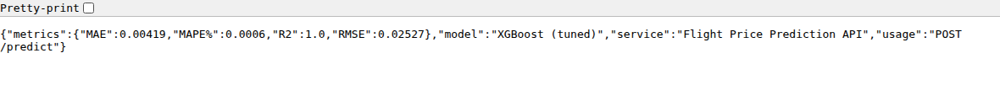 Pretty-print
{"metrics":{"MAE":0.00419,"MAPE%":0.0006,"R2":1.0,"RMSE":0.02527},"model":"XGBoost (tuned)","service":"Flight Price Prediction API","usage":"POST
/predict"}